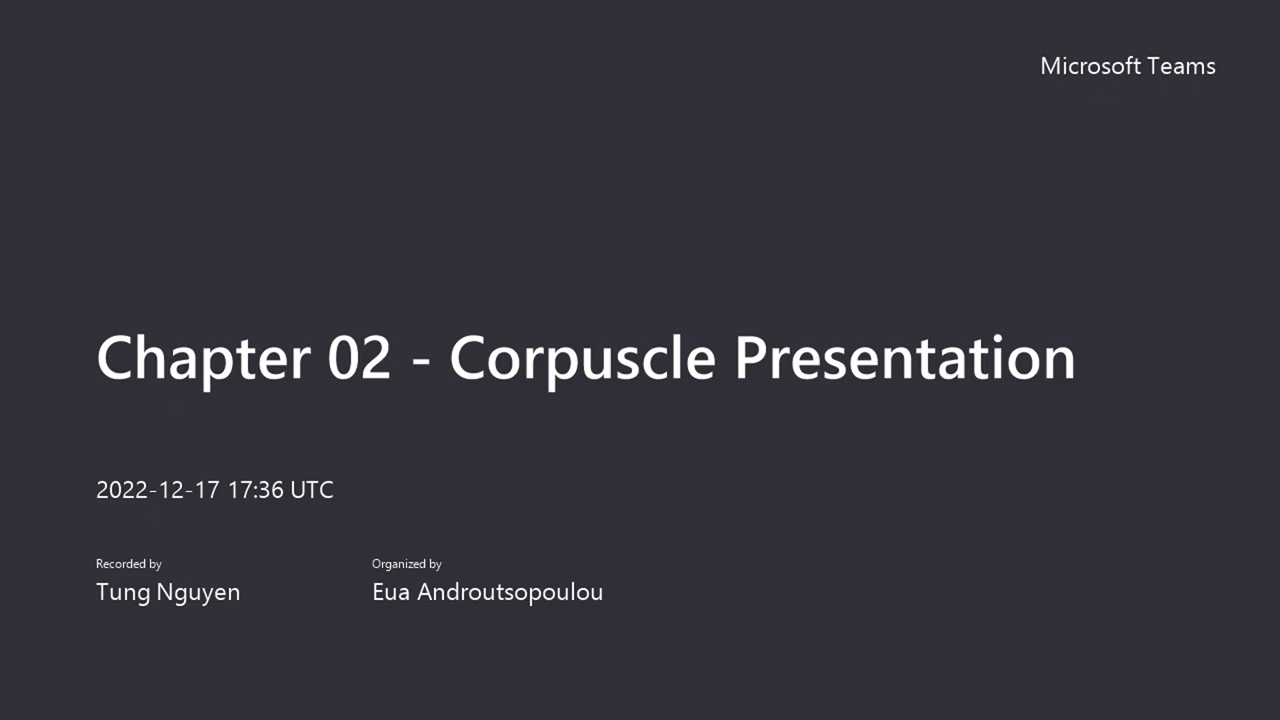 Microsoft Teams
Chapter 02 - Corpuscle Presentation
2022-12-17 17:36 UTC
Recorded by
Organized by
Tung Nguyen
Eua Androutsopoulou